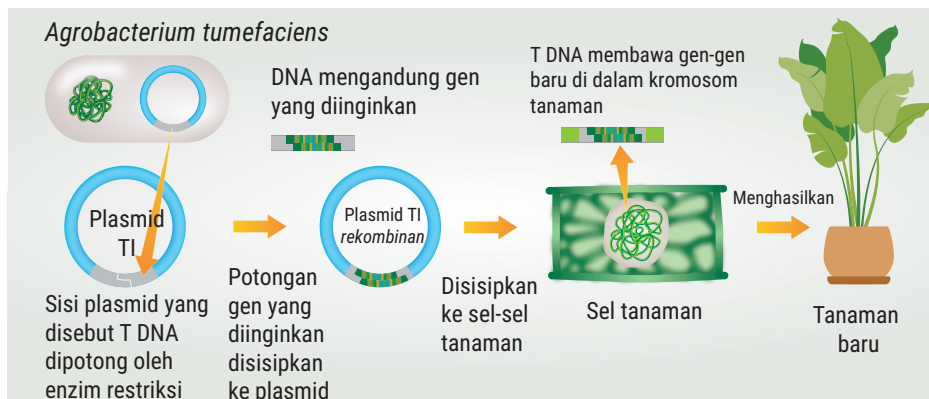 Agrobacterium tumefaciens
DNA mengandung gen
yang diinginkan
T DNA membawa gen-gen
baru di dalam kromosom
tanaman
Plasmid
TI
Plasmid TI
rekombinan
Menghasilkan
Sisi plasmid yang
disebut T DNA
dipotong oleh
enzim restriksi
Potongan
gen yang
diinginkan
disisipkan
ke plasmid
Disisipkan
ke sel-sel
tanaman
Sel tanaman
Tanaman
baru